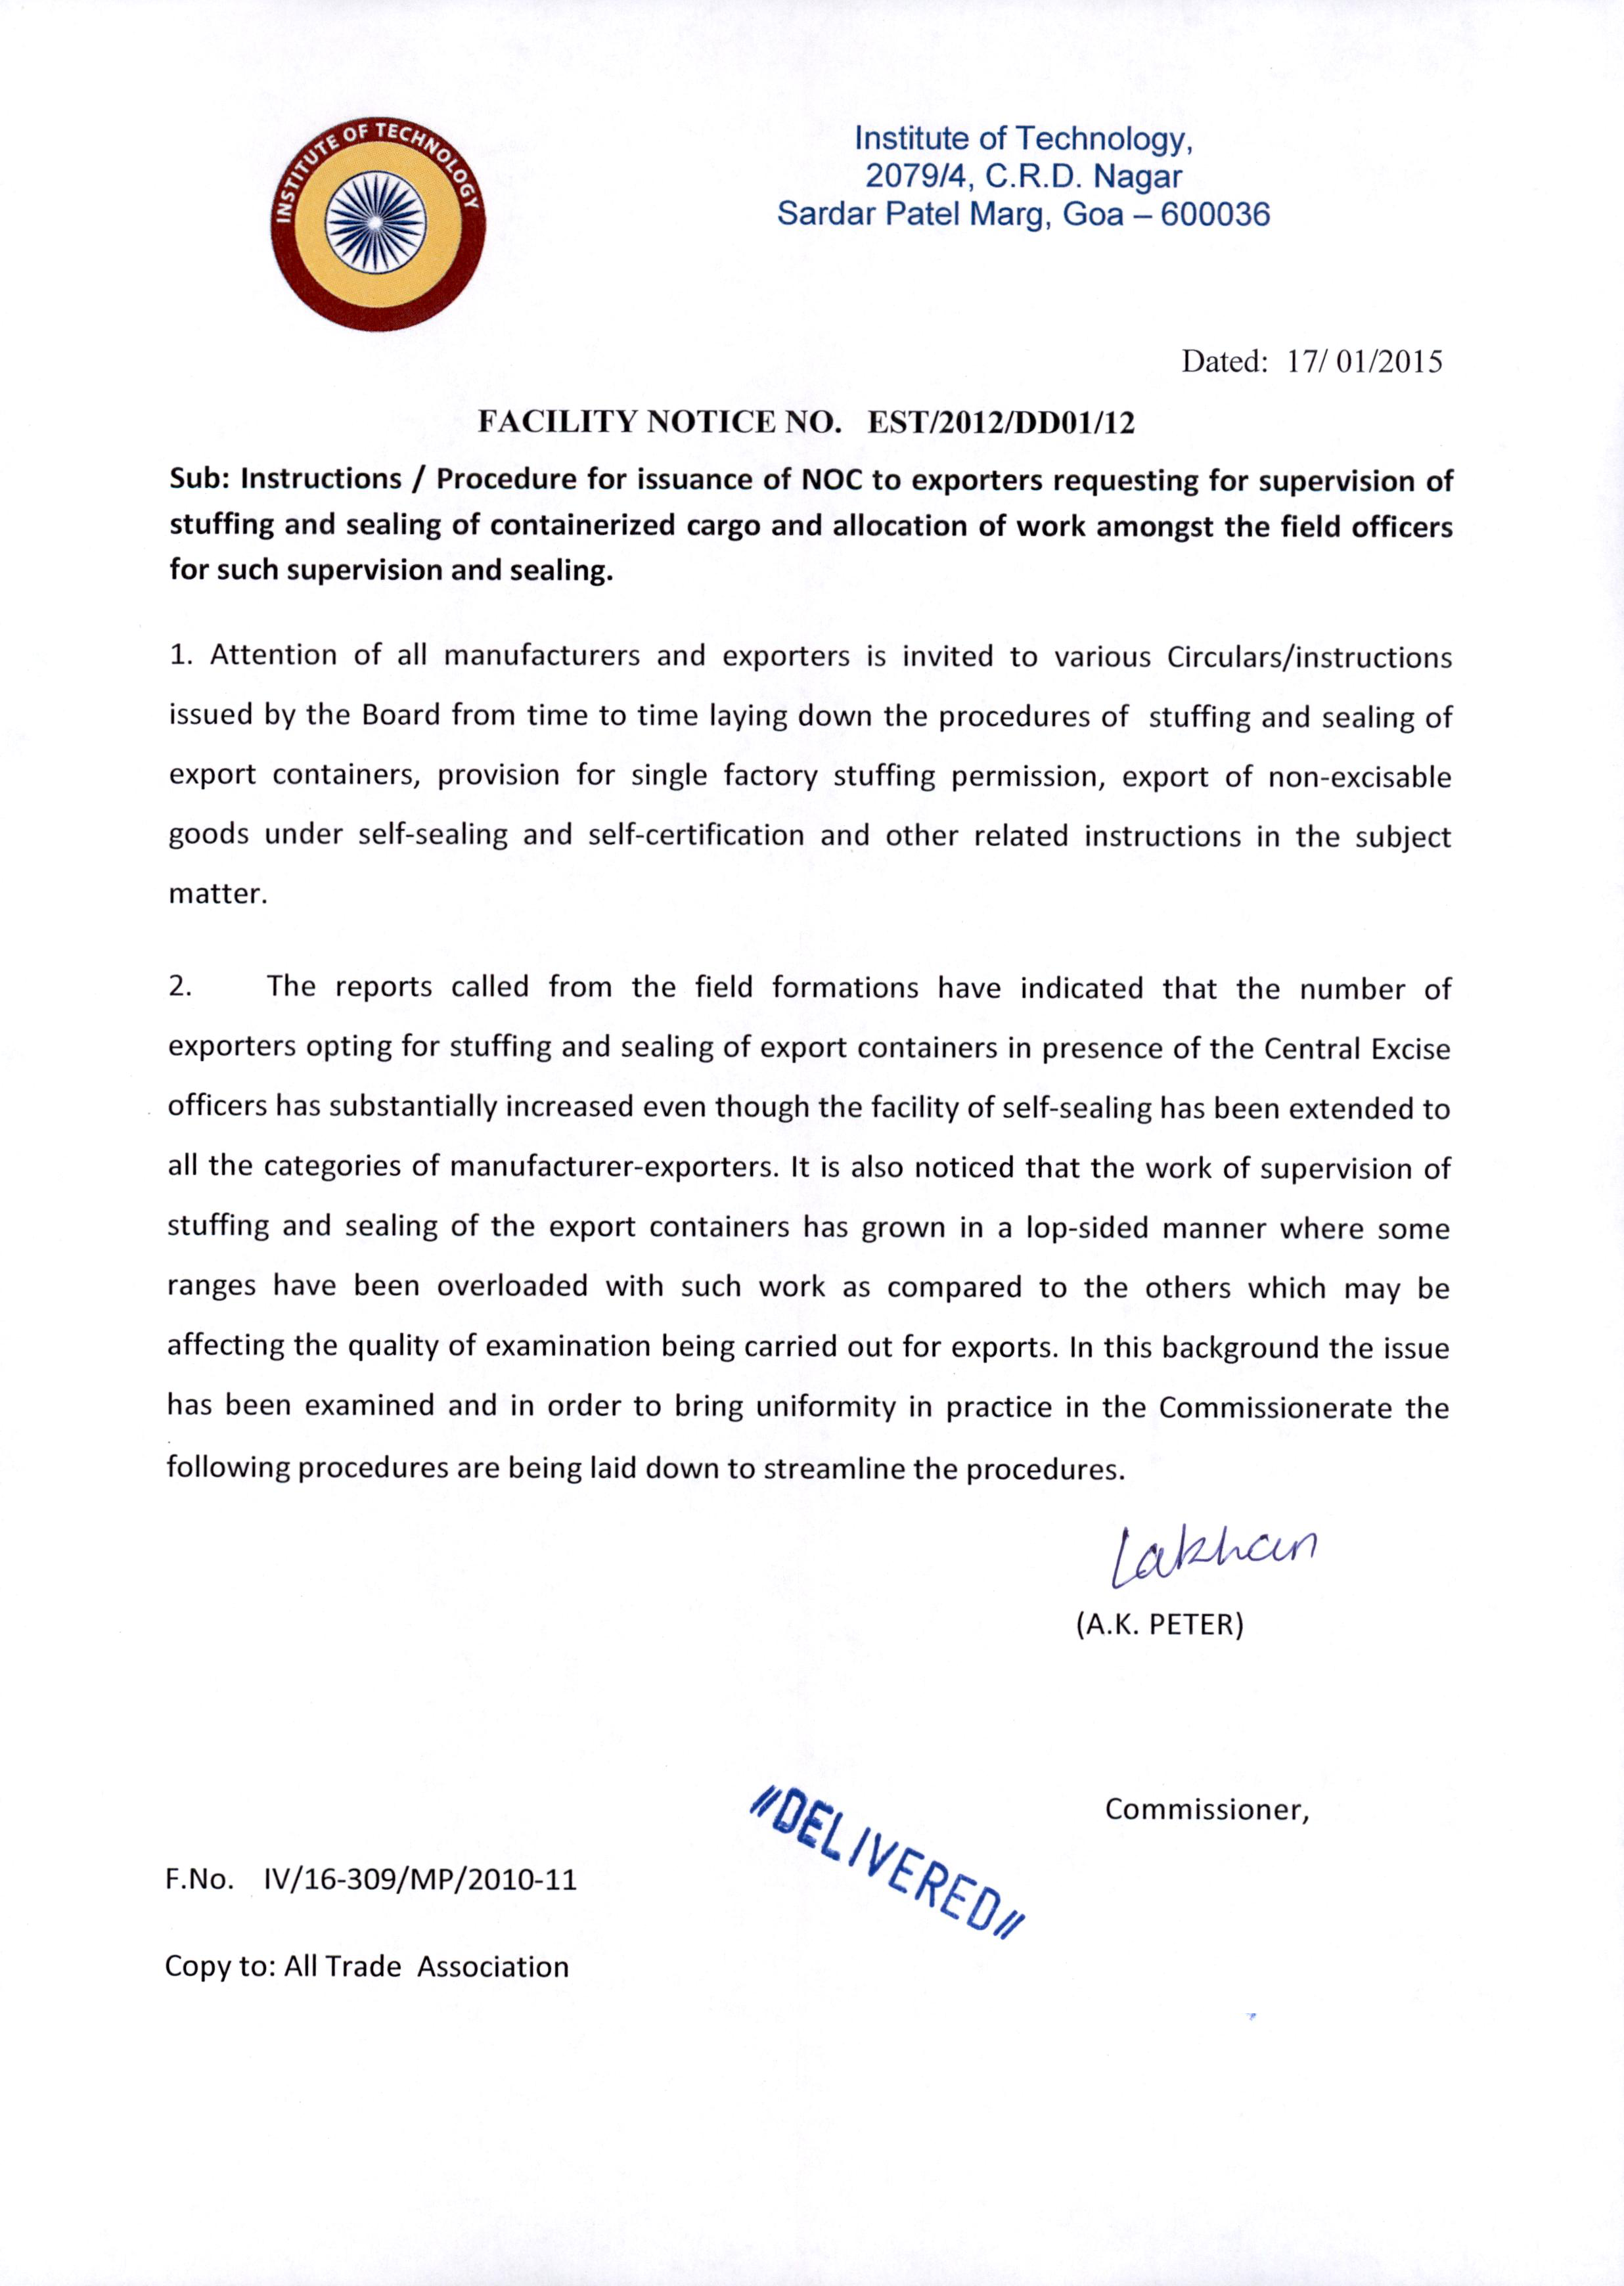 INSTITUTE OF TECHNOLOGY
Institute of Technology,
2079/4, C.R.D. Nagar
Sardar Patel Marg, Goa – 600036
Dated: 17/ 01/2015
FACILITY NOTICE NO. EST/2012/DD01/12
Sub: Instructions / Procedure for issuance of NOC to exporters requesting for supervision of
stuffing and sealing of containerized cargo and allocation of work amongst the field officers
for such supervision and sealing.
1. Attention of all manufacturers and exporters is invited to various Circulars/instructions
issued by the Board from time to time laying down the procedures of stuffing and sealing of
export containers, provision for single factory stuffing permission, export of non-excisable
goods under self-sealing and self-certification and other related instructions in the subject
matter.
2. The reports called from the field formations have indicated that the number of
exporters opting for stuffing and sealing of export containers in presence of the Central Excise
officers has substantially increased even though the facility of self-sealing has been extended to
all the categories of manufacturer-exporters. It is also noticed that the work of supervision of
stuffing and sealing of the export containers has grown in a lop-sided manner where some
ranges have been overloaded with such work as compared to the others which may be
affecting the quality of examination being carried out for exports. In this background the issue
has been examined and in order to bring uniformity in practice in the Commissionerate the
following procedures are being laid down to streamline the procedures.
Lakhan
(A.K. PETER)
Commissioner,
//DELIVERED//
F.No. IV/16-309/MP/2010-11
Copy to: All Trade Association